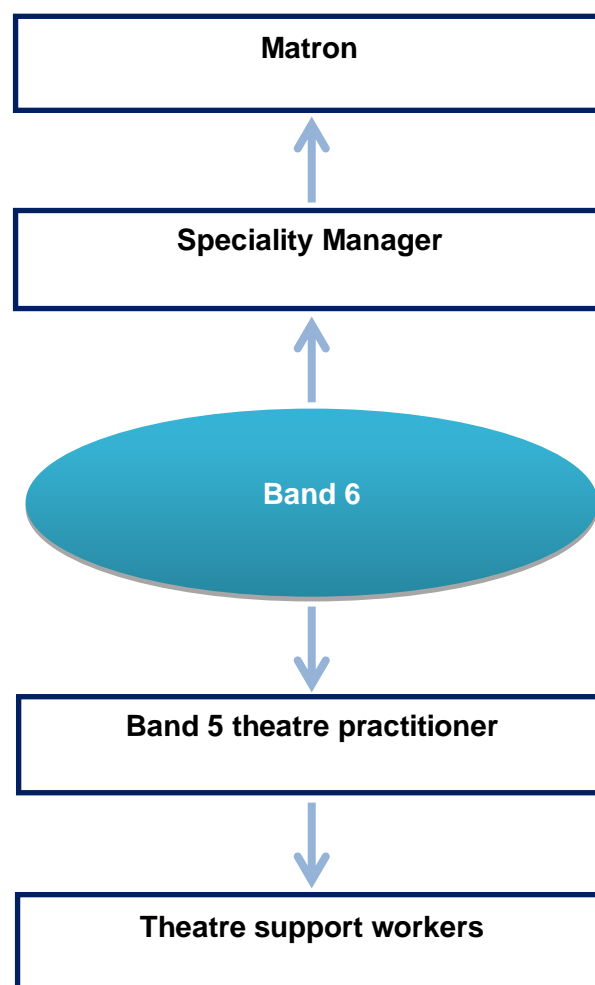 Matron
Speciality Manager
Band 6
Band 5 theatre practitioner
Theatre support workers